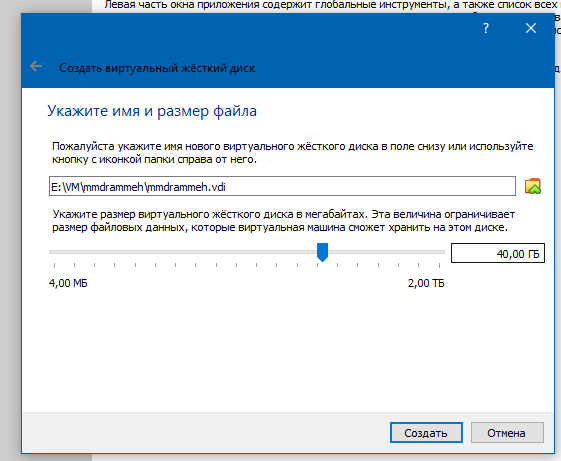 Левая часть окна приложения содержит глобальные инструменты, а также список всех
?
Создать виртуальный жёсткий диск
Укажите имя и размер файла
Пожалуйста укажите имя нового виртуального жёсткого диска в поле снизу или используйте
кнопку с иконкой папки справа от него.
E:\VM\mmdrammeh\mmdrammeh.vdi
Укажите размер виртуального жёсткого диска в мегабайтах. Эта величина ограничивает
размер файловых данных, которые виртуальная машина сможет хранить на этом диске.
40,00 ГБ
4,00 МБ
2,00 ТБ
Создать
Отмена